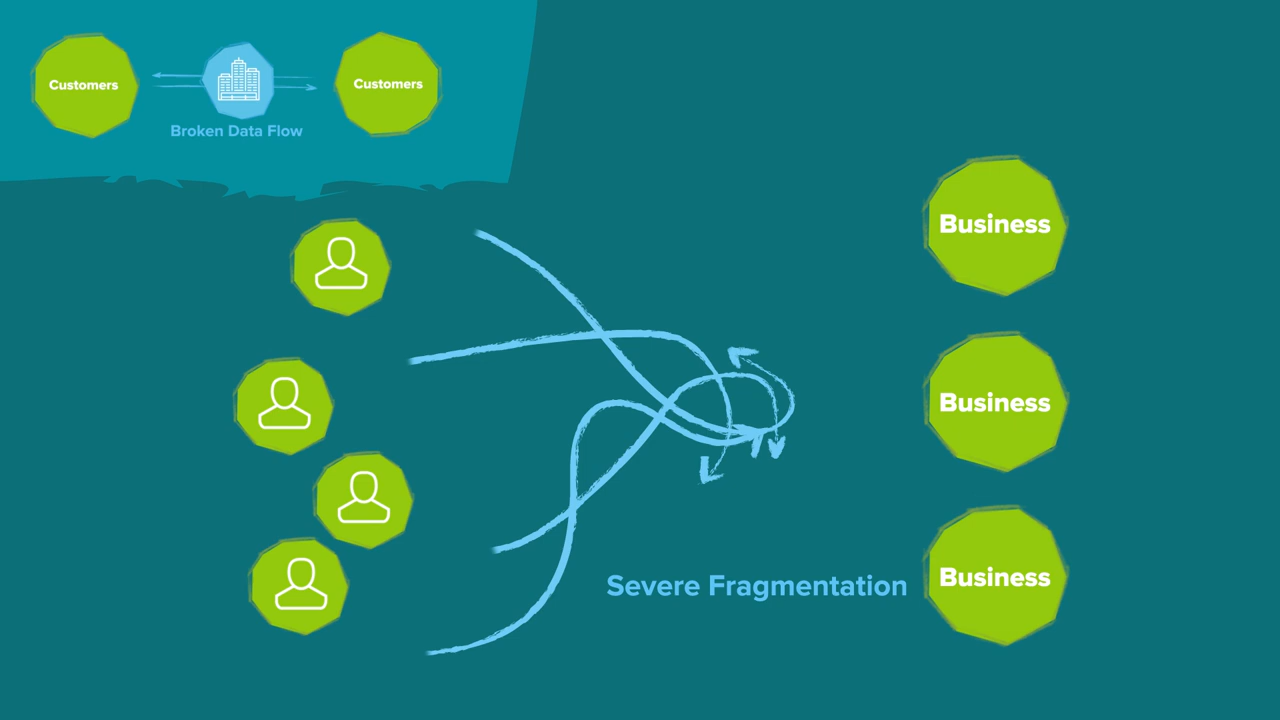 Customers
Customers
Broken Data Flow
Business
Business
Severe Fragmentation
Business